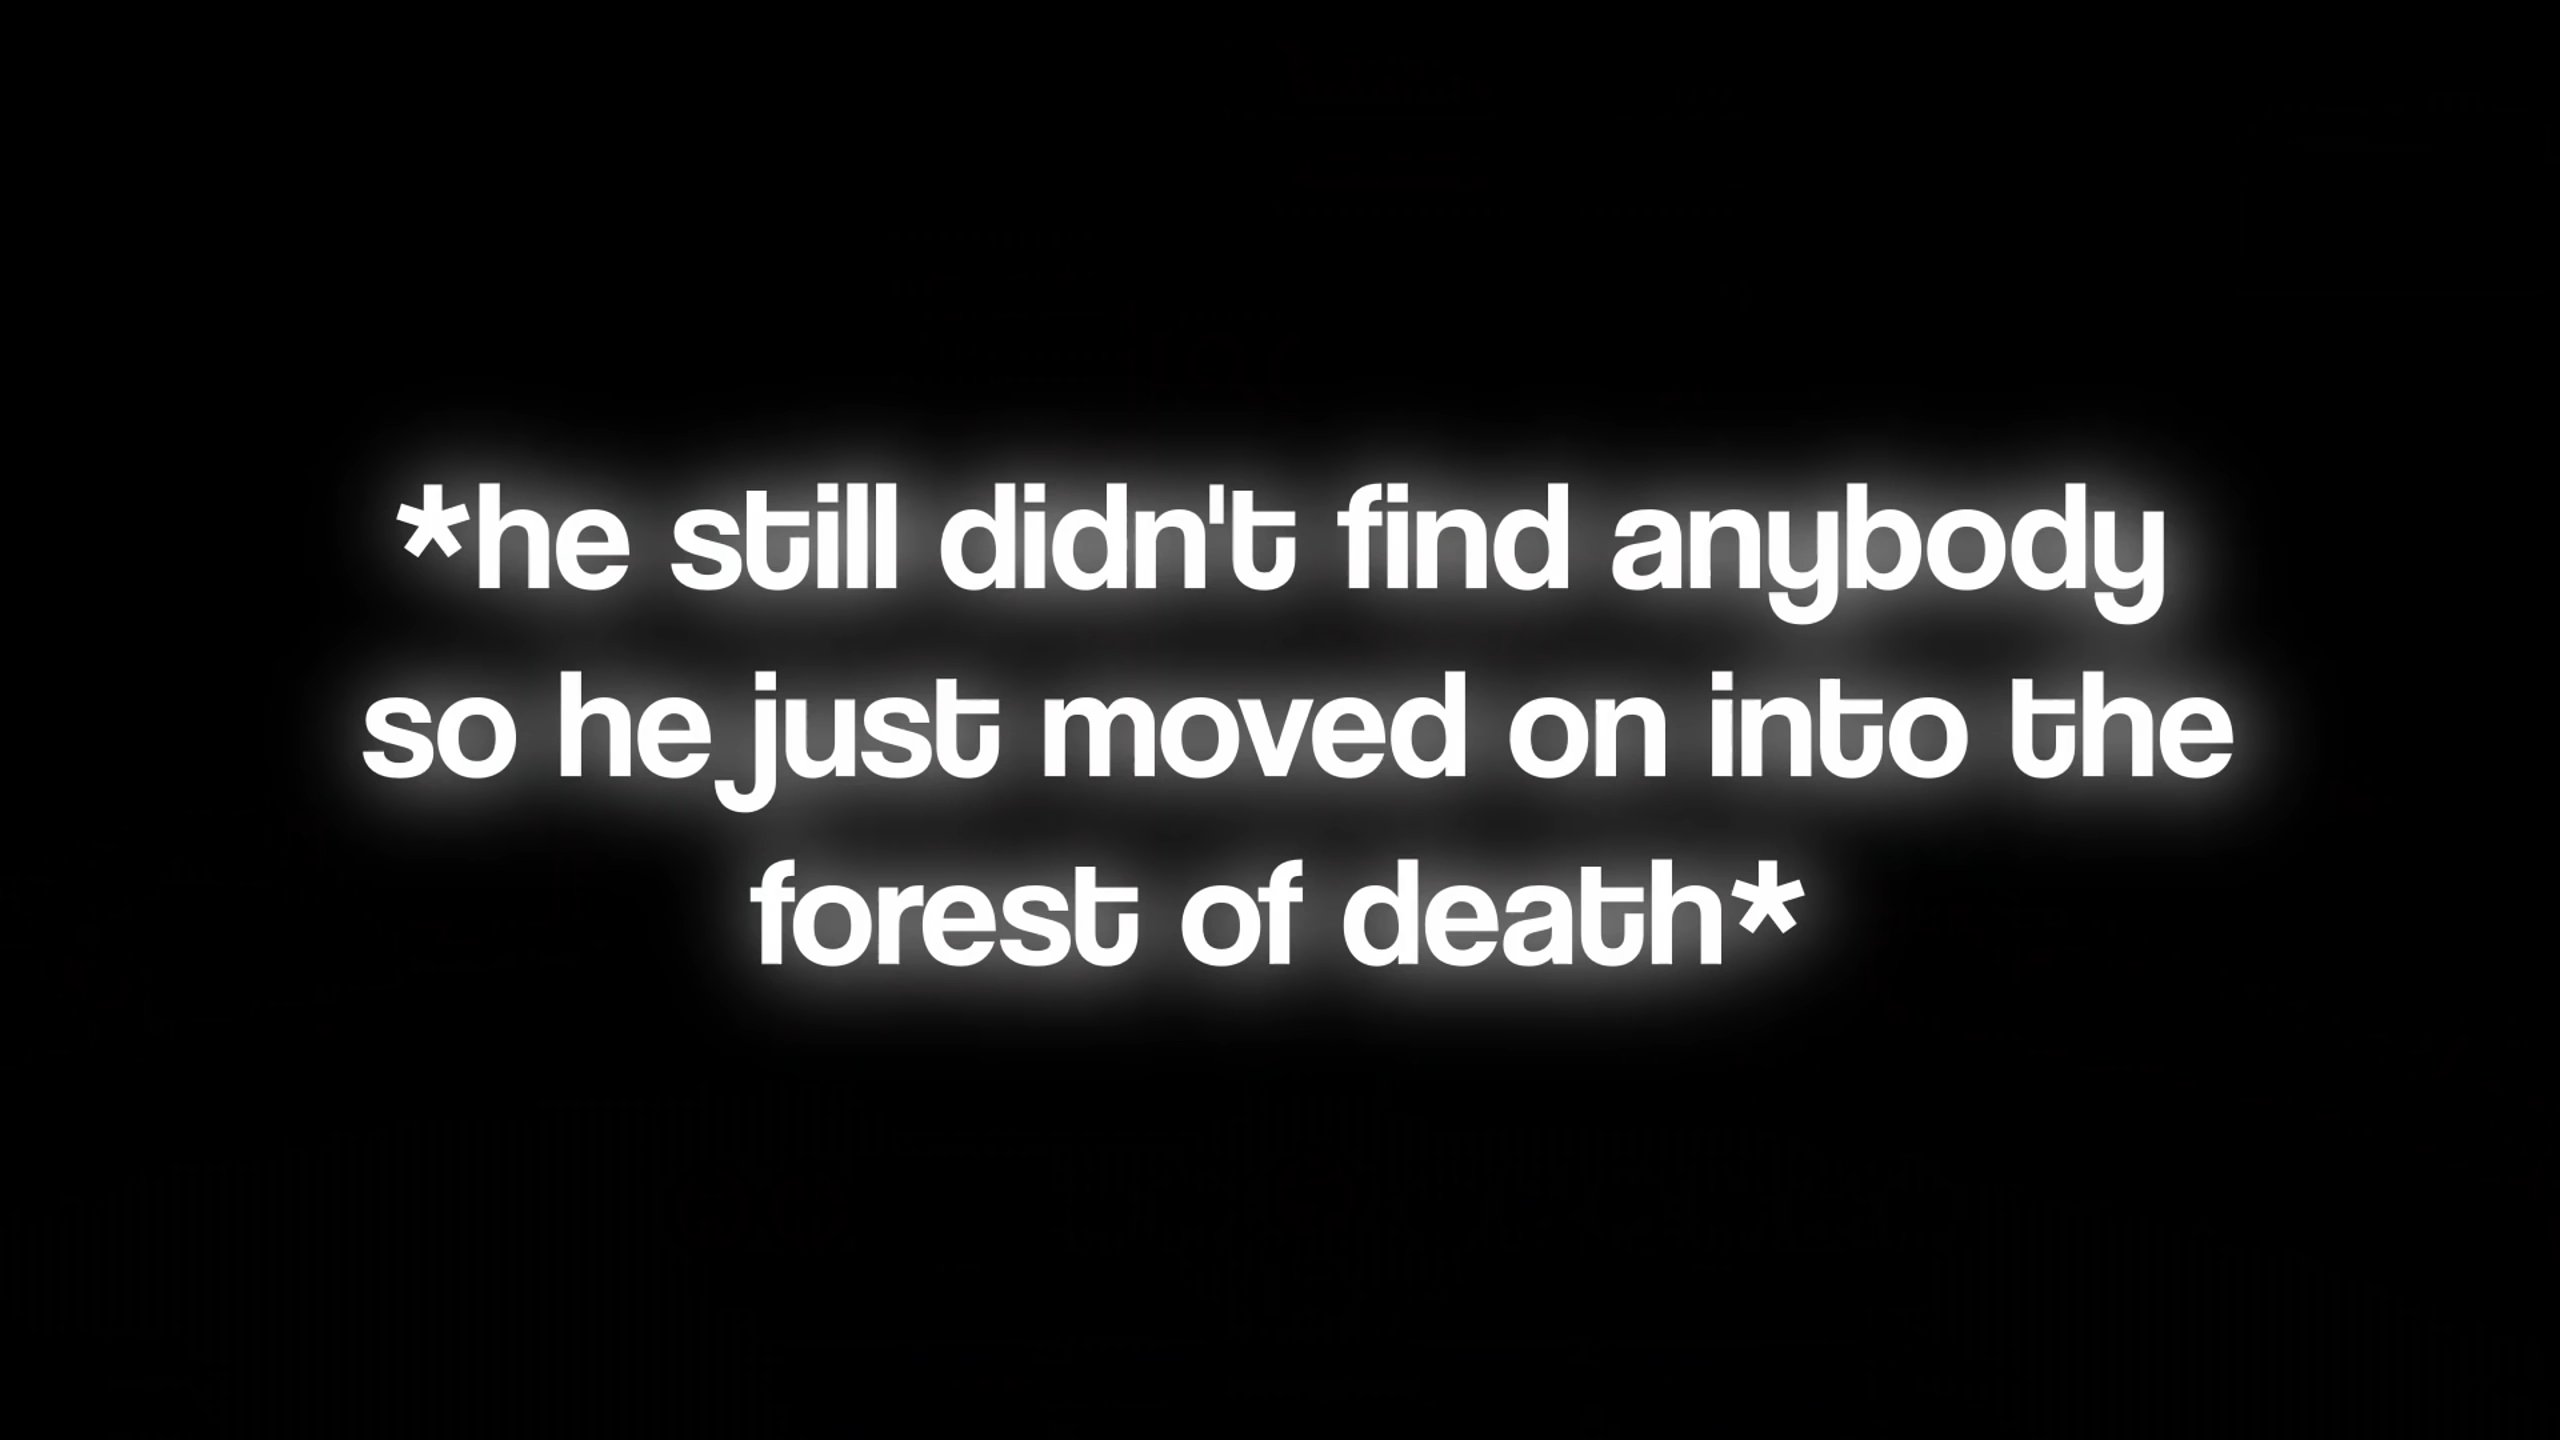 *he still didn't find anybody
so he just moved on into the
forest of death*